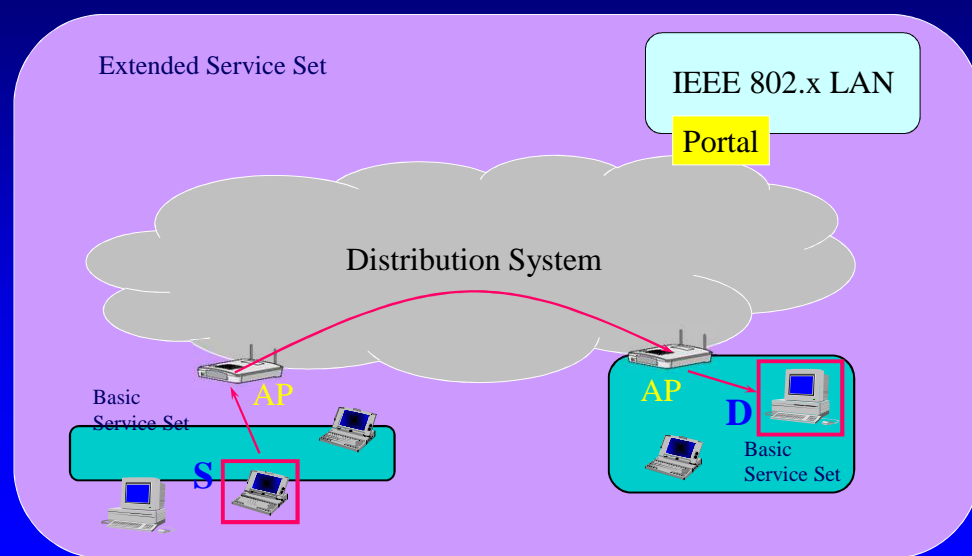 Extended Service Set
IEEE 802.x LAN
Portal
Distribution System
AP
Basic
Service Set
S
AP
D
Basic
Service Set